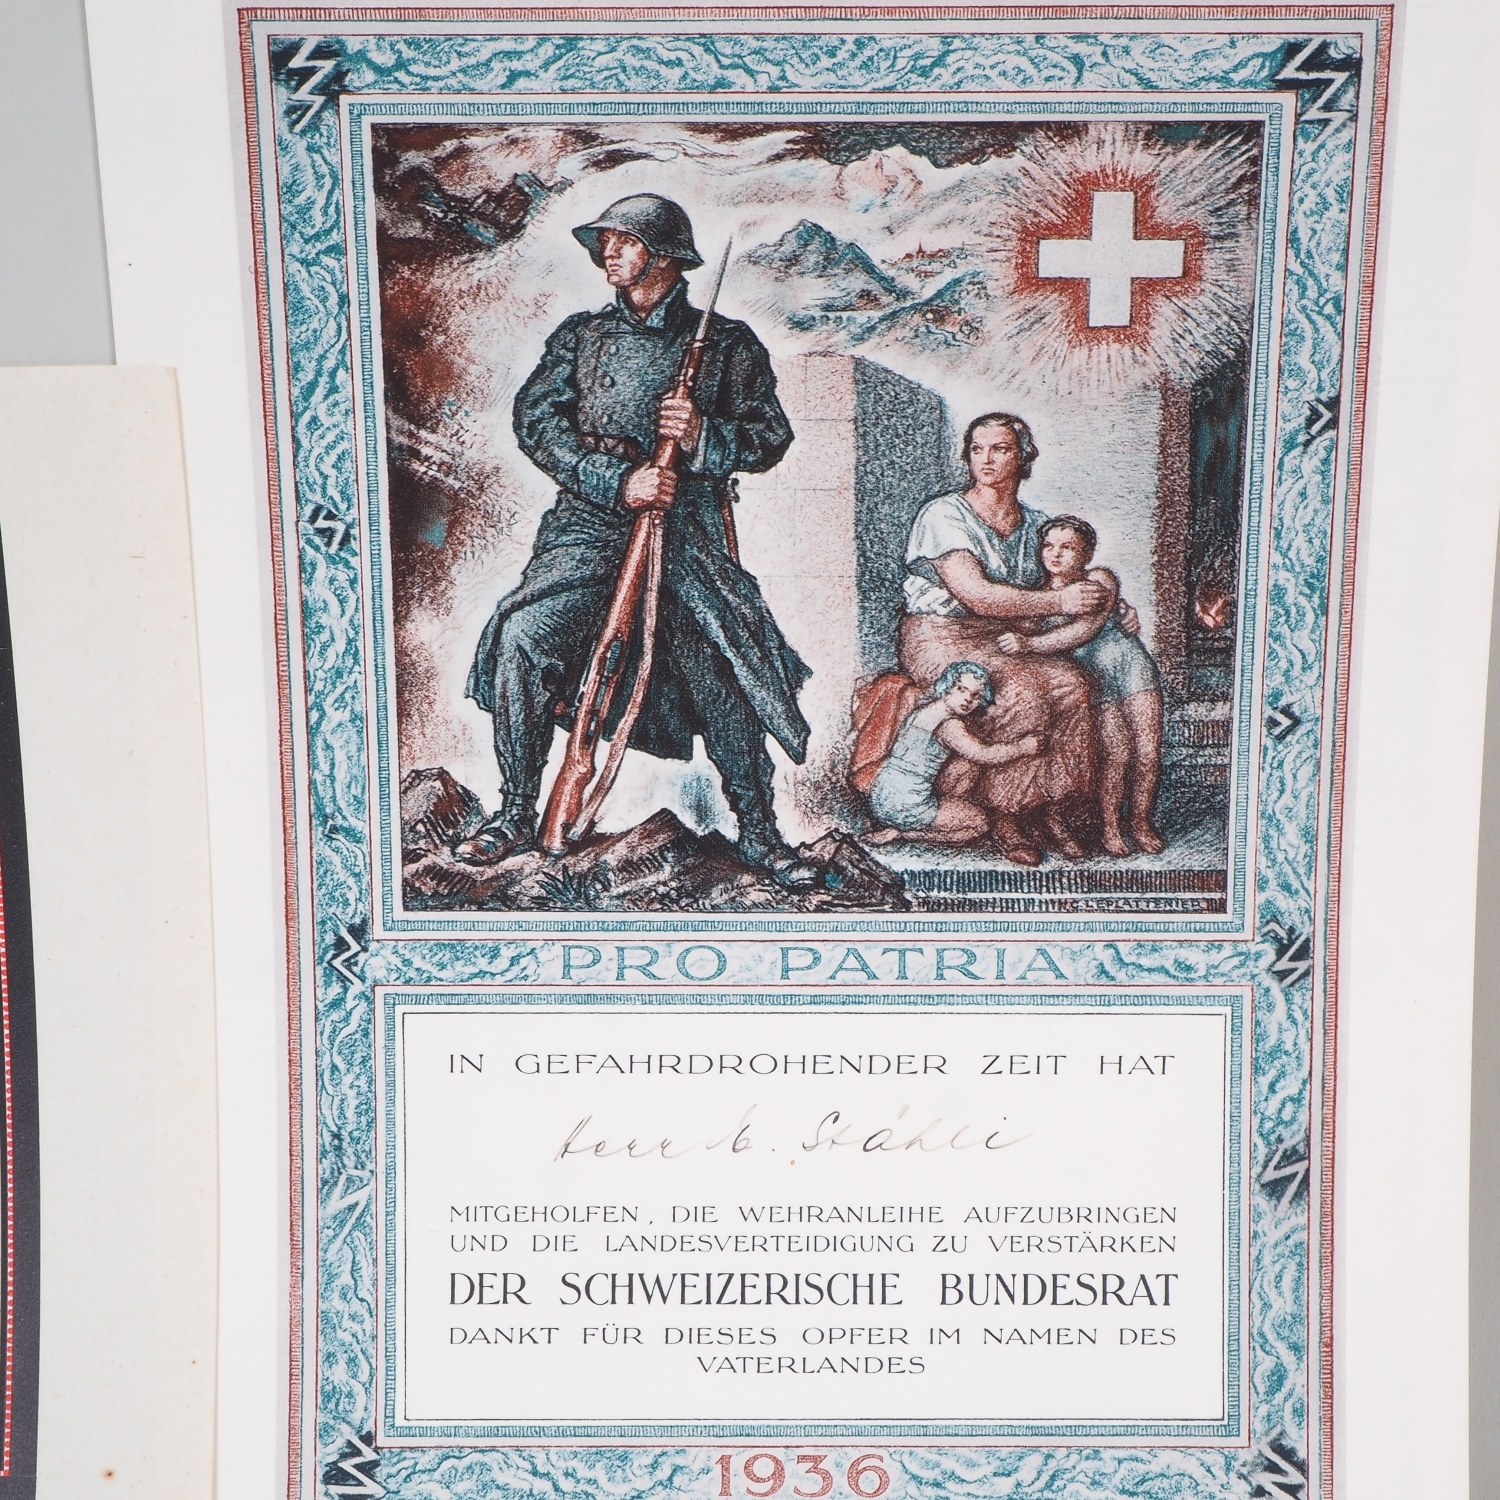 C. L'EPLATTENIER
PRO PATRIA
IN GEFAHRDROHENDER ZEIT HAT
Herr E. Stähli
MITGEHOLFEN, DIE WEHRANLEIHE AUFZUBRINGEN
UND DIE LANDESVERTEIDIGUNG ZU VERSTÄRKEN
DER SCHWEIZERISCHE BUNDESRAT
DANKT FÜR DIESES OPFER IM NAMEN DES
VATERLANDES
1936